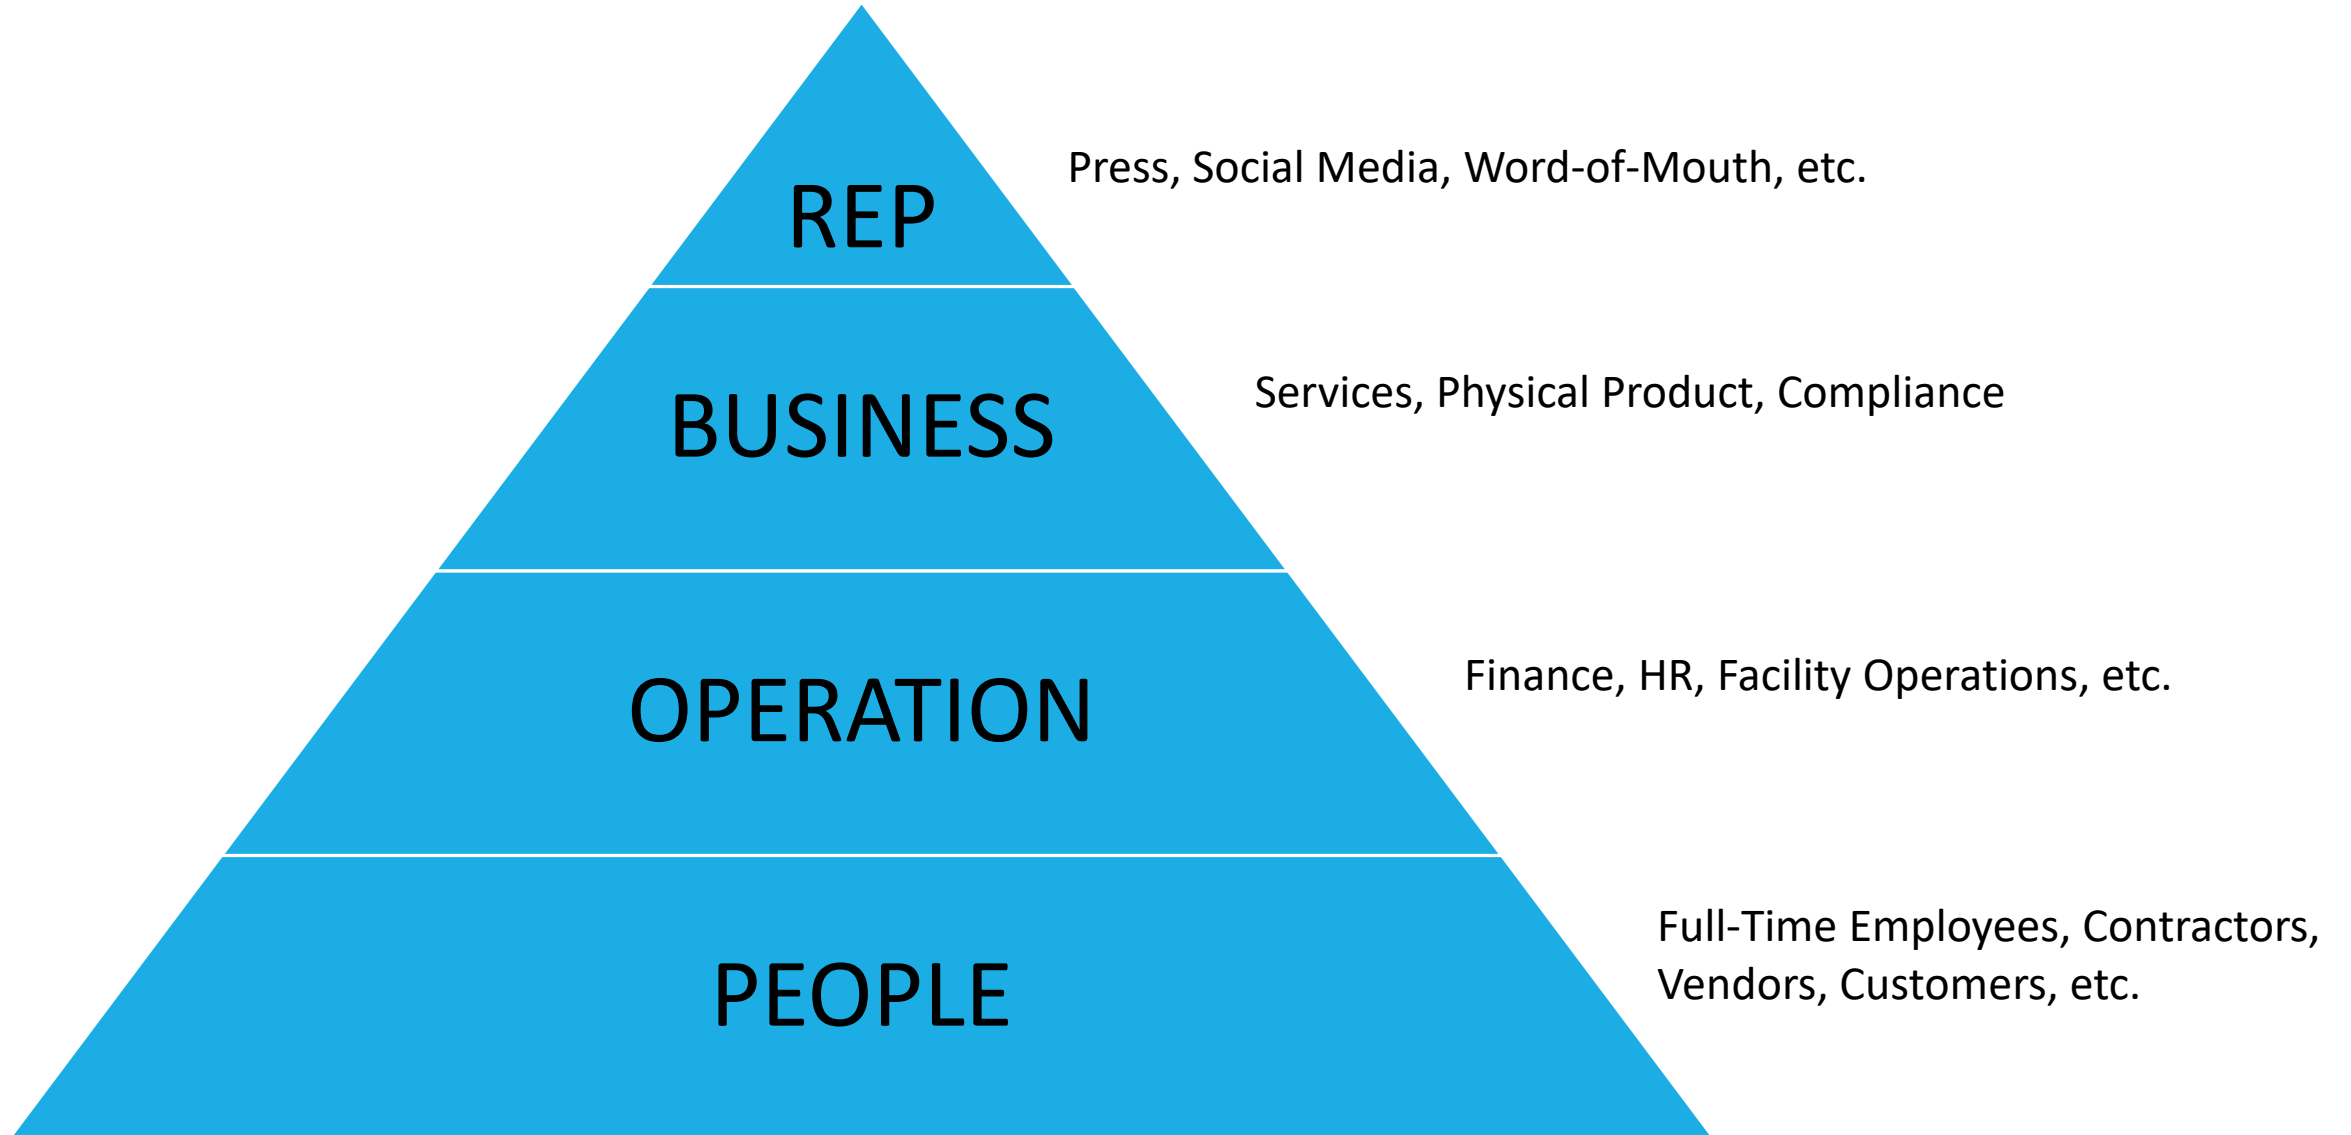 Press, Social Media, Word-of-Mouth, etc.
REP
Services, Physical Product, Compliance
BUSINESS
Finance, HR, Facility Operations, etc.
OPERATION
Full-Time Employees, Contractors,
Vendors, Customers, etc.
PEOPLE